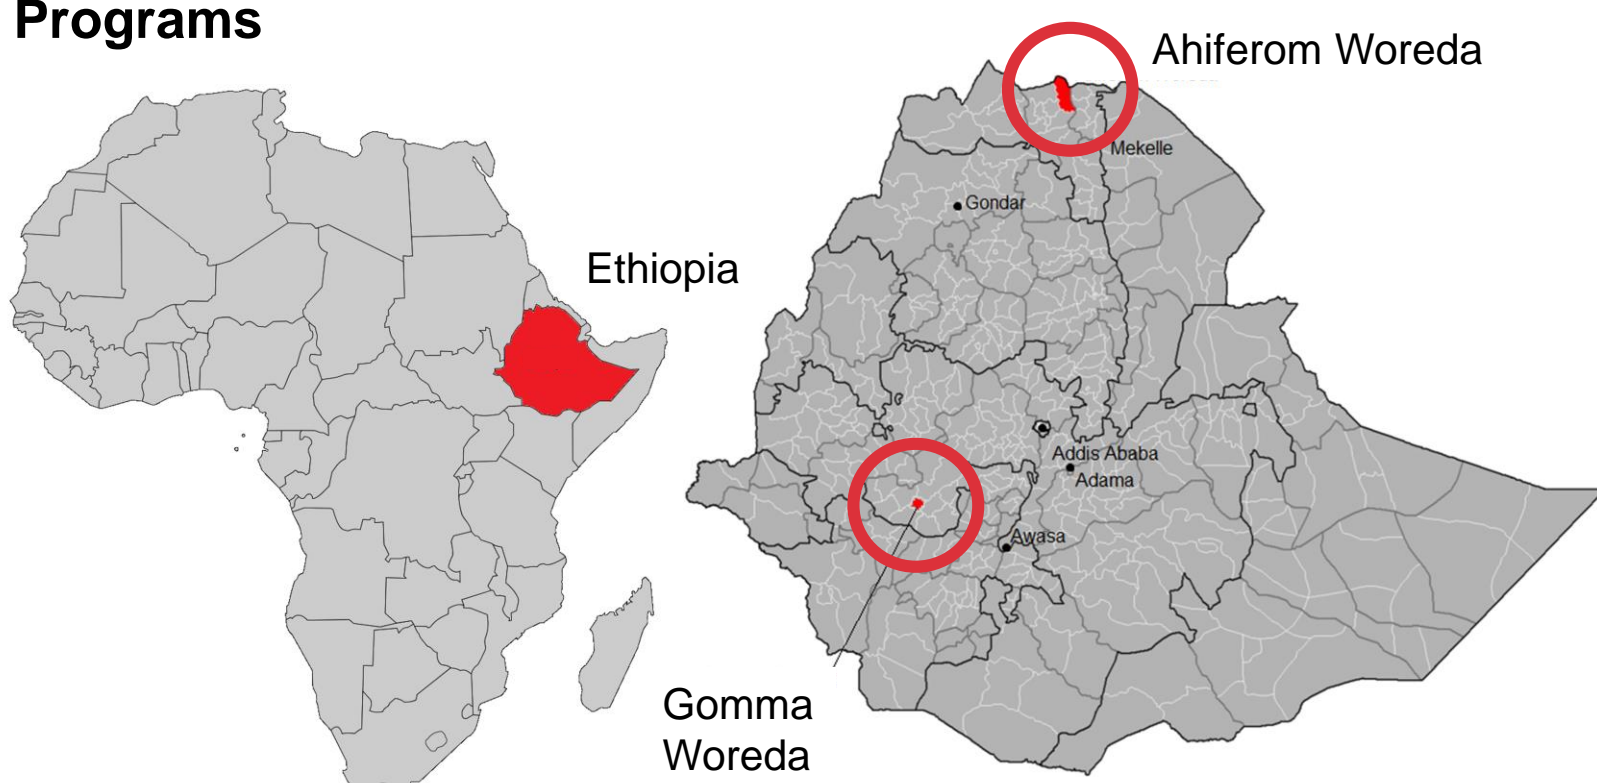 Programs
Ahiferom Woreda
Mekelle
Gondar
Ethiopia
Addis Ababa
Adama
Awasa
Gomma
Woreda